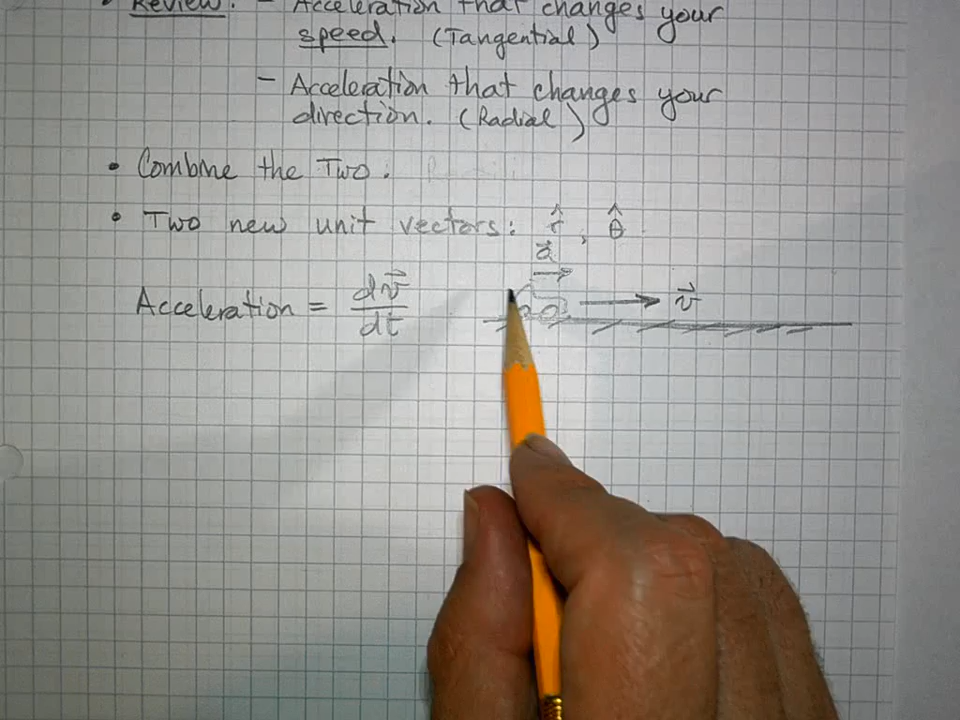 • Review: - Acceleration that changes your
speed. (Tangential)
- Acceleration that changes your
direction. (Radial)
• Combine the Two.
• Two new unit vectors: r̂, θ̂
a⃗
Acceleration = dv⃗/dt
v⃗